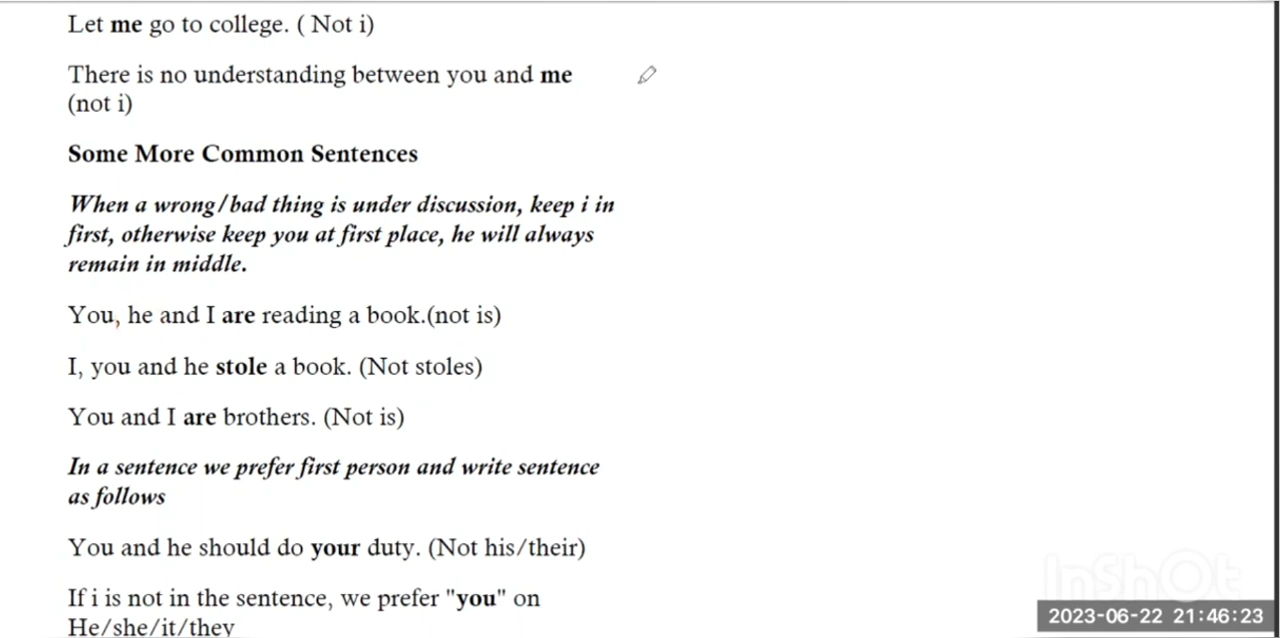 Let me go to college. ( Not i)
There is no understanding between you and me
(not i)
Some More Common Sentences
When a wrong/bad thing is under discussion, keep i in
first, otherwise keep you at first place, he will always
remain in middle.
You, he and I are reading a book.(not is)
I, you and he stole a book. (Not stoles)
You and I are brothers. (Not is)
In a sentence we prefer first person and write sentence
as follows
You and he should do your duty. (Not his/their)
If i is not in the sentence, we prefer "you" on
He/she/it/they
InShOt
2023-06-22 21:46:23